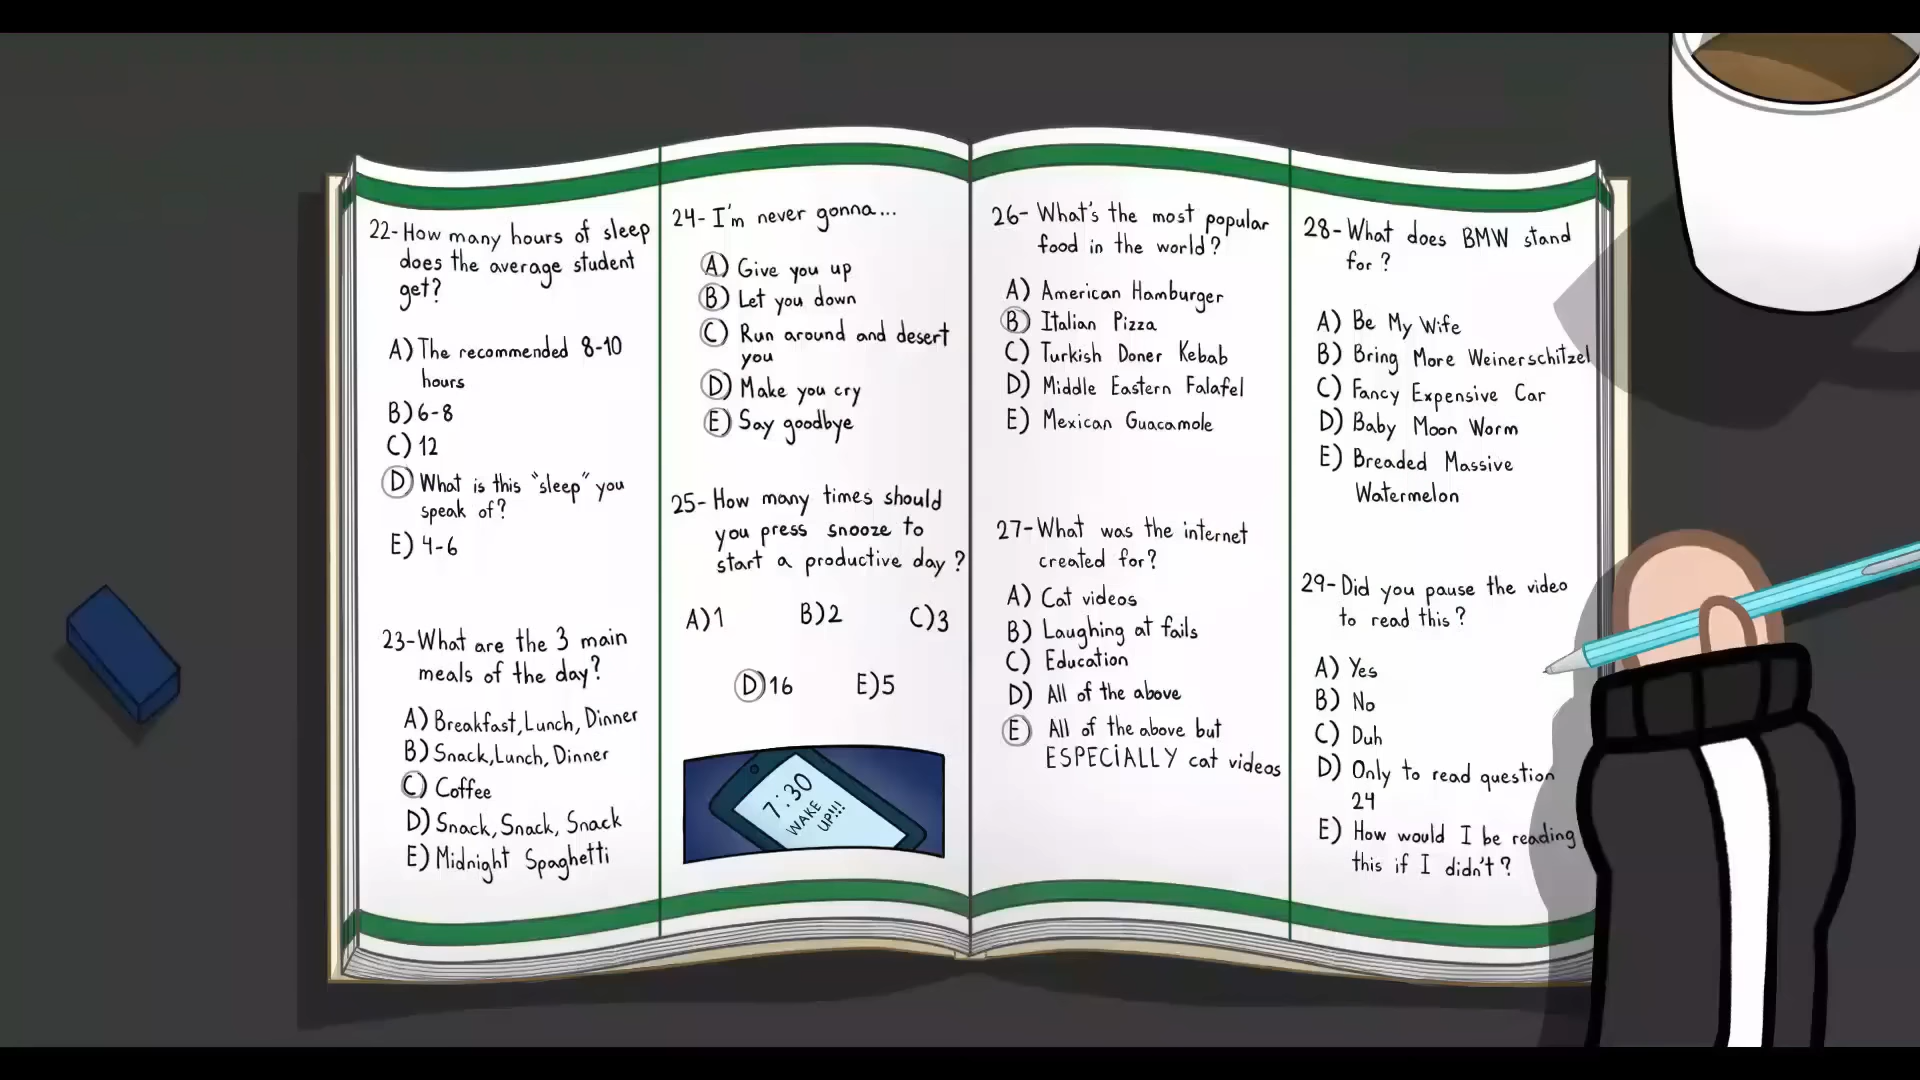 22- How many hours of sleep
does the average student
get?
A) The recommended 8-10
hours
B) 6-8
C) 12
D) What is this "sleep" you
speak of?
E) 4-6
23- What are the 3 main
meals of the day?
A) Breakfast, Lunch, Dinner
B) Snack, Lunch, Dinner
C) Coffee
D) Snack, Snack, Snack
E) Midnight Spaghetti
24- I'm never gonna...
A) Give you up
B) Let you down
C) Run around and desert
you
D) Make you cry
E) Say goodbye
25- How many times should
you press snooze to
start a productive day?
A) 1 B) 2 C) 3
D) 16 E) 5
7:30
WAKE
UP!!!
26- What's the most popular
food in the world?
A) American Hamburger
B) Italian Pizza
C) Turkish Doner Kebab
D) Middle Eastern Falafel
E) Mexican Guacamole
27- What was the internet
created for?
A) Cat videos
B) Laughing at fails
C) Education
D) All of the above
E) All of the above but
ESPECIALLY cat videos
28- What does BMW stand
for?
A) Be My Wife
B) Bring More Weinerschitzel
C) Fancy Expensive Car
D) Baby Moon Worm
E) Breaded Massive
Watermelon
29- Did you pause the video
to read this?
A) Yes
B) No
C) Duh
D) Only to read question
24
E) How would I be reading
this if I didn't?